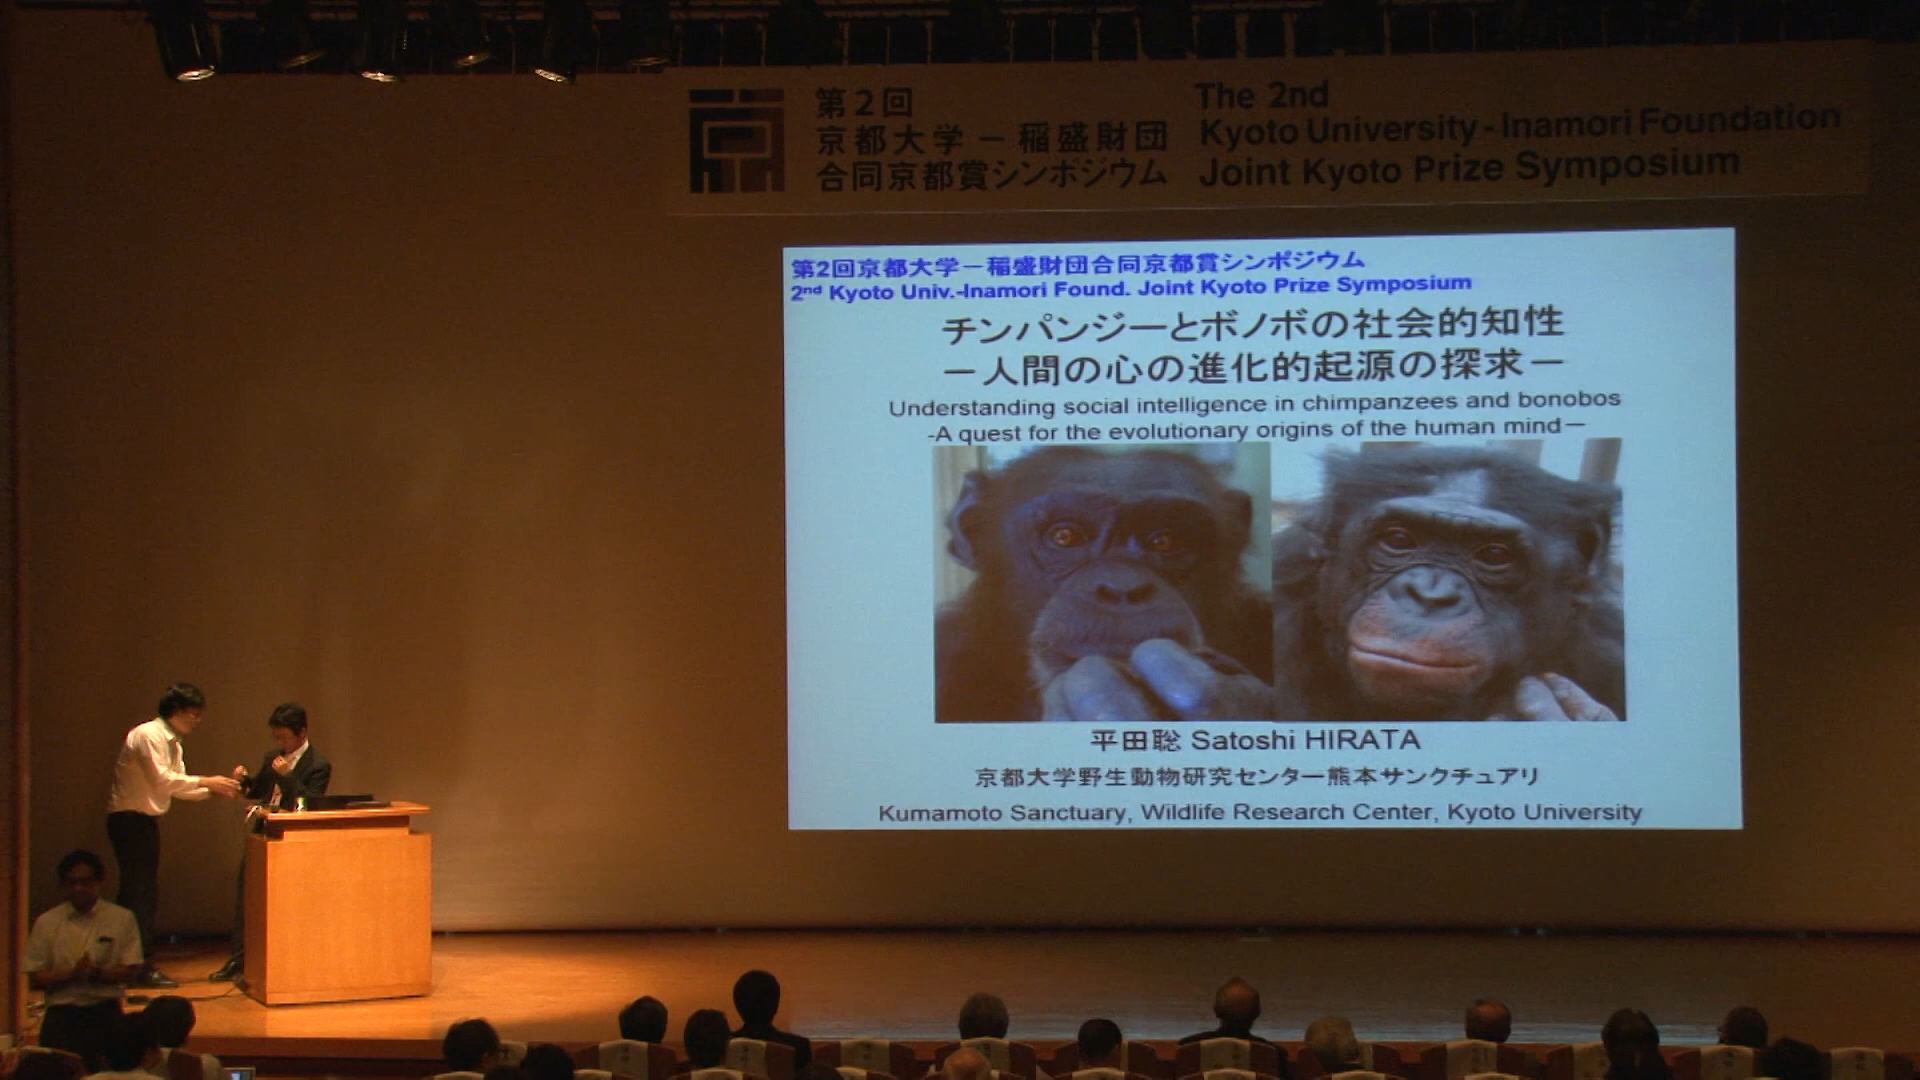 第2回
京都大学－稲盛財団
合同京都賞シンポジウム
The 2nd
Kyoto University - Inamori Foundation
Joint Kyoto Prize Symposium
第2回京都大学－稲盛財団合同京都賞シンポジウム
2nd Kyoto Univ.-Inamori Found. Joint Kyoto Prize Symposium
チンパンジーとボノボの社会的知性
－人間の心の進化的起源の探求－
Understanding social intelligence in chimpanzees and bonobos
-A quest for the evolutionary origins of the human mind－
平田聡 Satoshi HIRATA
京都大学野生動物研究センター熊本サンクチュアリ
Kumamoto Sanctuary, Wildlife Research Center, Kyoto University